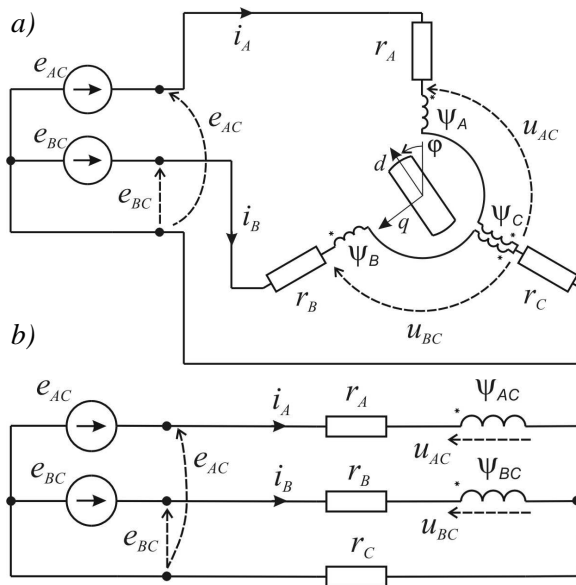 a)
i_A
r_A
e_AC
Ψ_A
u_AC
e_AC
e_BC
φ
d
e_BC
Ψ_C
q
i_B
Ψ_B
r_B
r_C
u_BC
b)
e_AC
i_A
r_A
Ψ_AC
e_AC
u_AC
e_BC
i_B
r_B
Ψ_BC
e_BC
u_BC
r_C